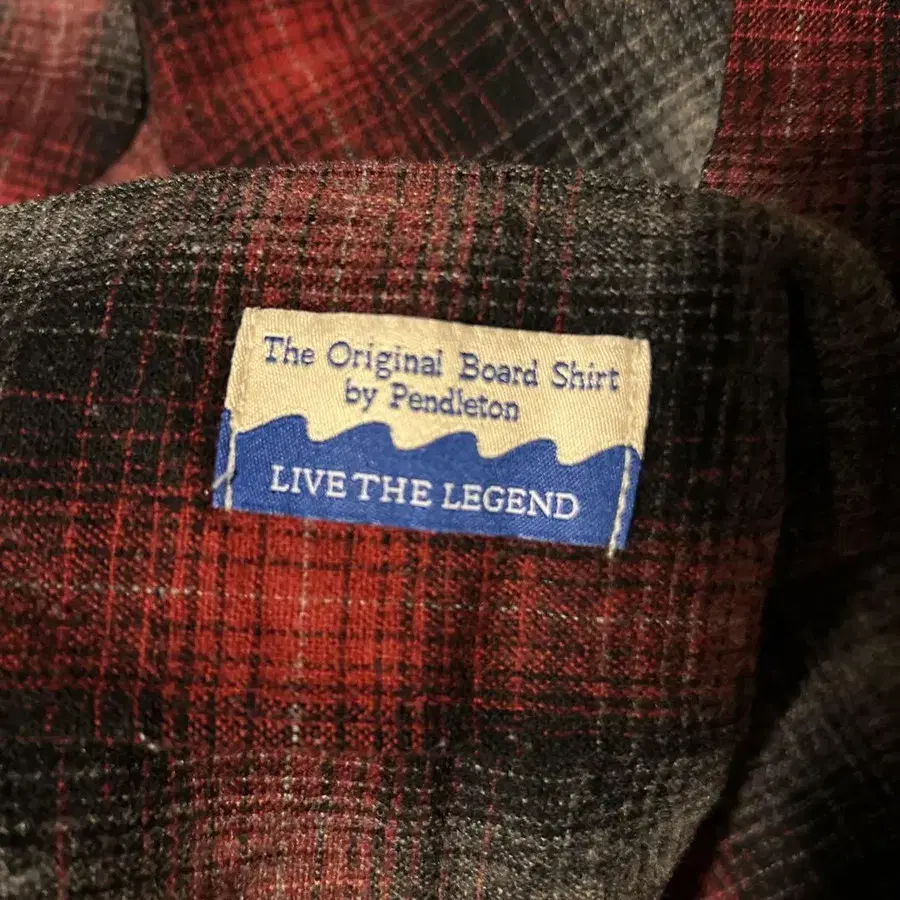 The Original Board Shirt
by Pendleton
LIVE THE LEGEND